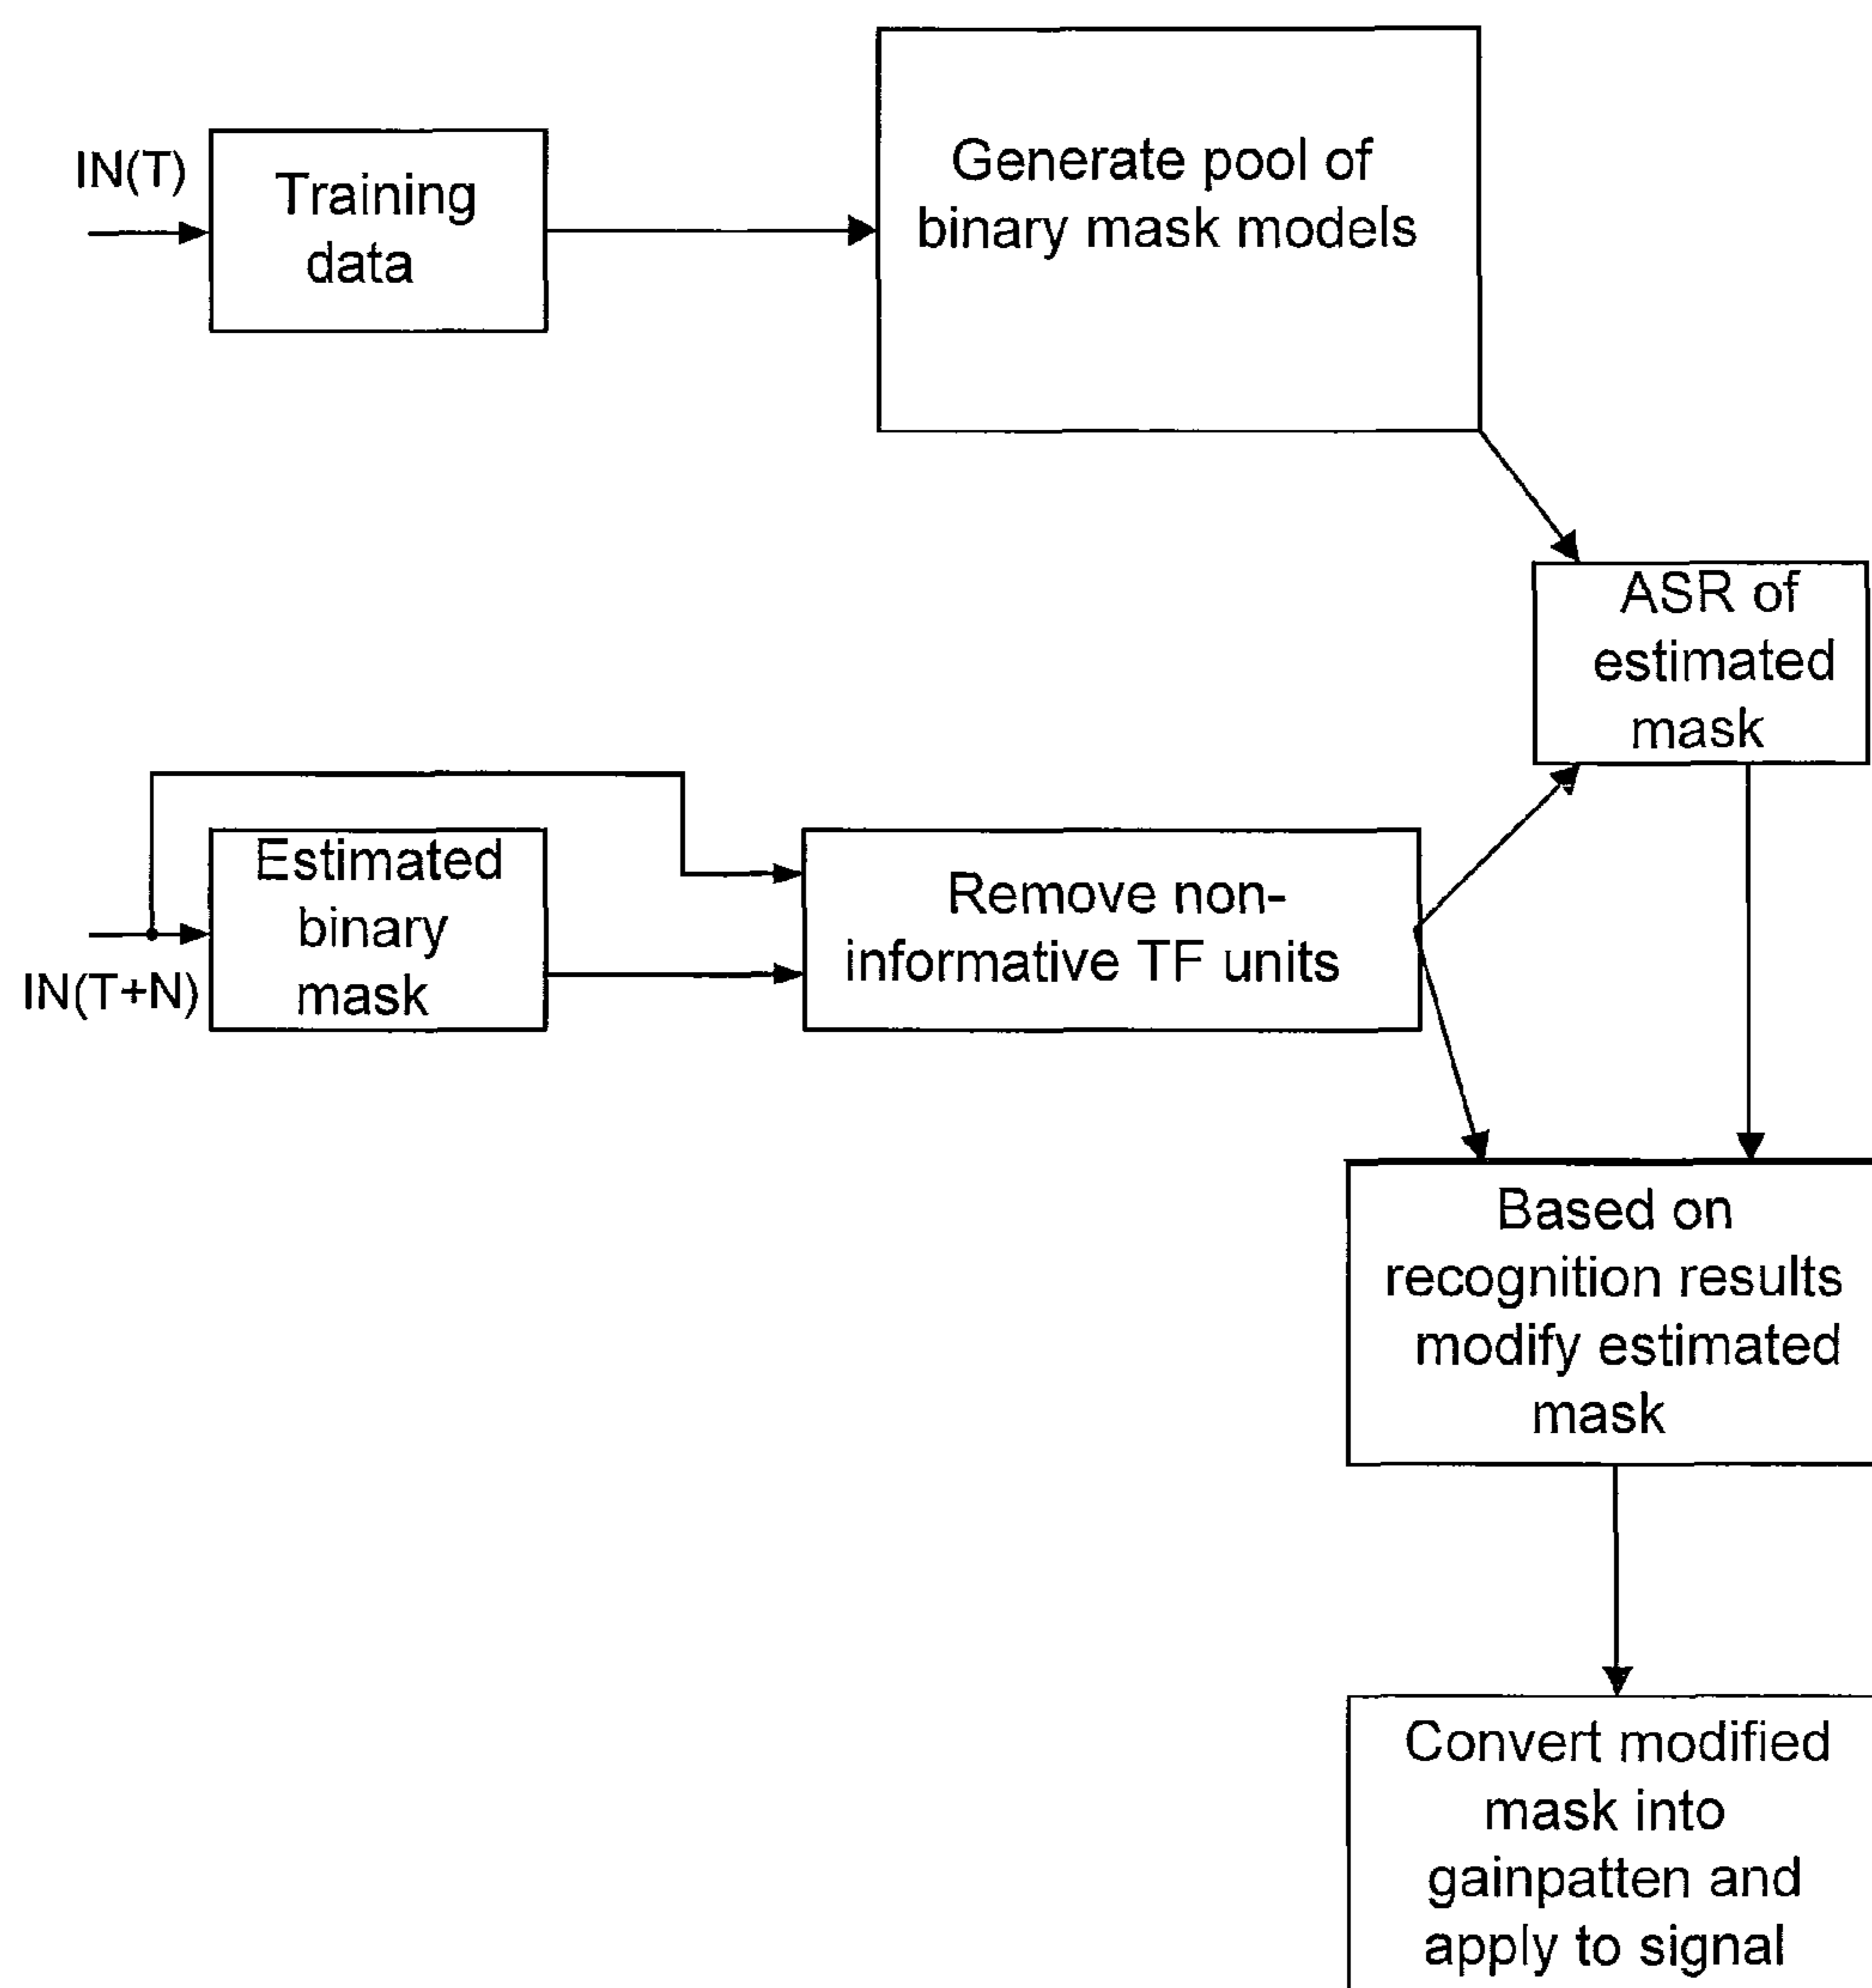 IN(T)
Training
data
Generate pool of
binary mask models
ASR of
estimated
mask
Estimated
binary
mask
IN(T+N)
Remove non-
informative TF units
Based on
recognition results
modify estimated
mask
Convert modified
mask into
gainpatten and
apply to signal